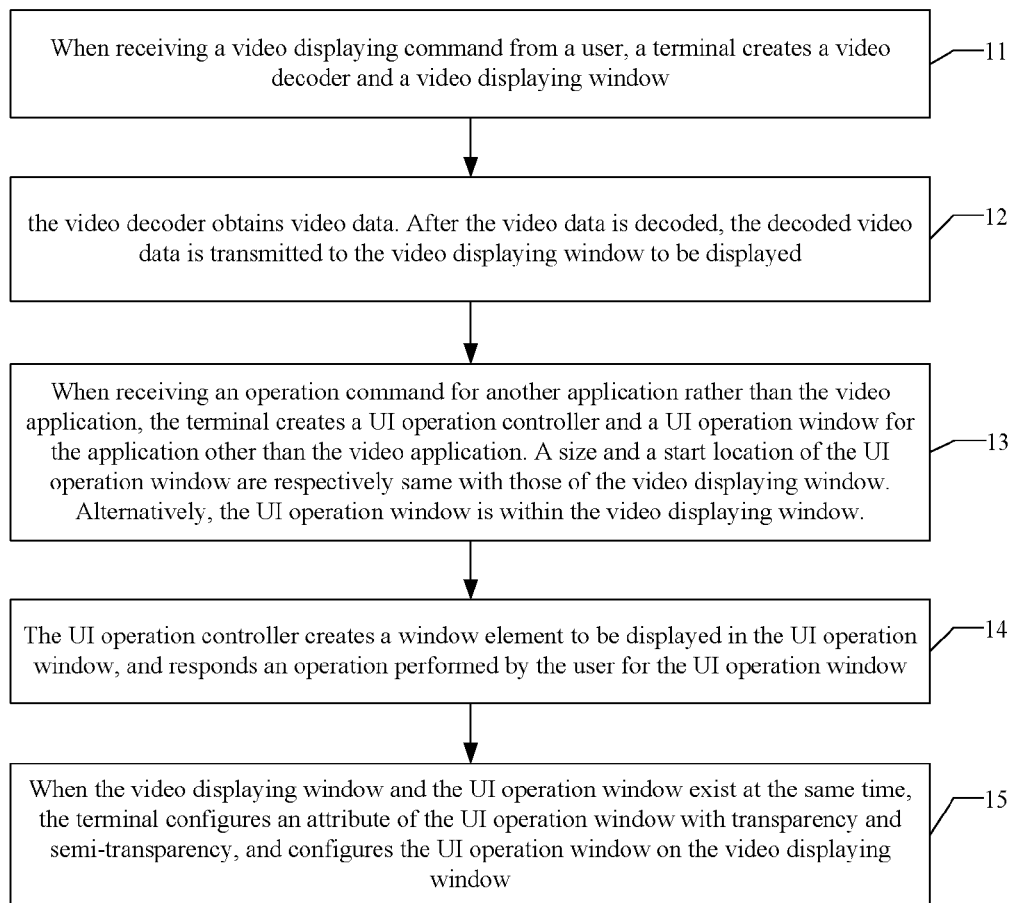 When receiving a video displaying command from a user, a terminal creates a video
decoder and a video displaying window
11
the video decoder obtains video data. After the video data is decoded, the decoded video
data is transmitted to the video displaying window to be displayed
12
When receiving an operation command for another application rather than the video
application, the terminal creates a UI operation controller and a UI operation window for
the application other than the video application. A size and a start location of the UI
operation window are respectively same with those of the video displaying window.
Alternatively, the UI operation window is within the video displaying window.
13
The UI operation controller creates a window element to be displayed in the UI operation
window, and responds an operation performed by the user for the UI operation window
14
When the video displaying window and the UI operation window exist at the same time,
the terminal configures an attribute of the UI operation window with transparency and
semi-transparency, and configures the UI operation window on the video displaying
window
15